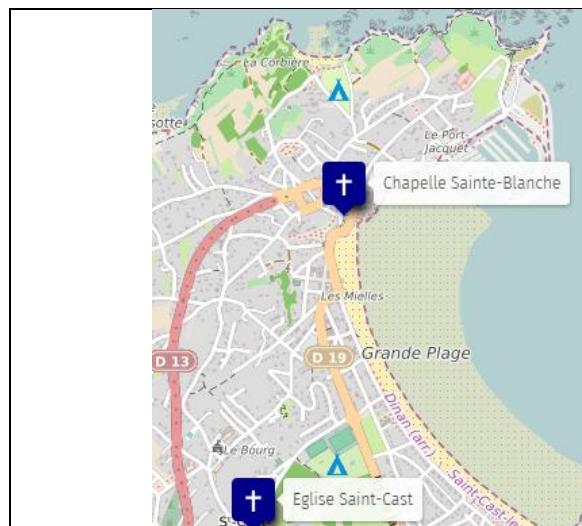 La Corbière
sotte
Le Port-
Jacquet
Chapelle Sainte-Blanche
Les Mielles
D 13
D 19
Grande Plage
Dinan (arr.)
Saint-Cast-l
Le Bourg
Eglise Saint-Cast